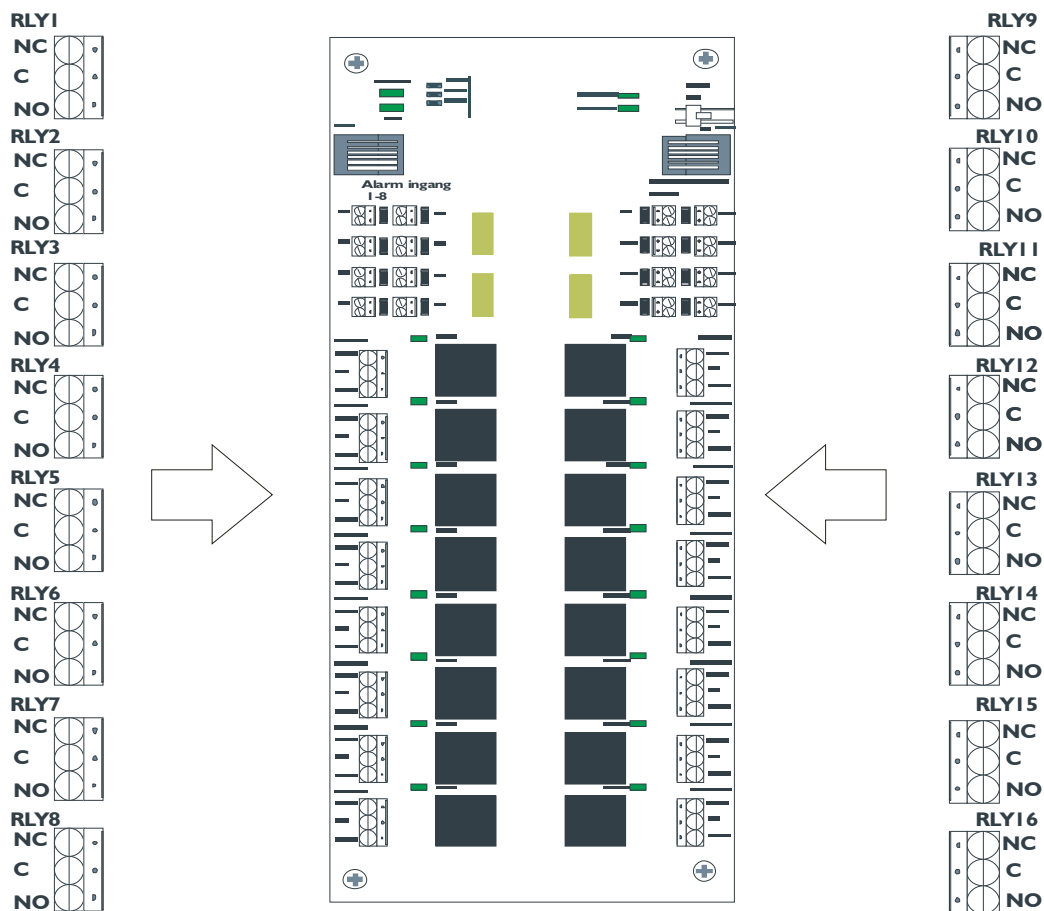 RLY1
NC
C
NO
RLY2
NC
C
NO
RLY3
NC
C
NO
RLY4
NC
C
NO
RLY5
NC
C
NO
RLY6
NC
C
NO
RLY7
NC
C
NO
RLY8
NC
C
NO
Alarm ingang
1-8
RLY9
NC
C
NO
RLY10
NC
C
NO
RLY11
NC
C
NO
RLY12
NC
C
NO
RLY13
NC
C
NO
RLY14
NC
C
NO
RLY15
NC
C
NO
RLY16
NC
C
NO